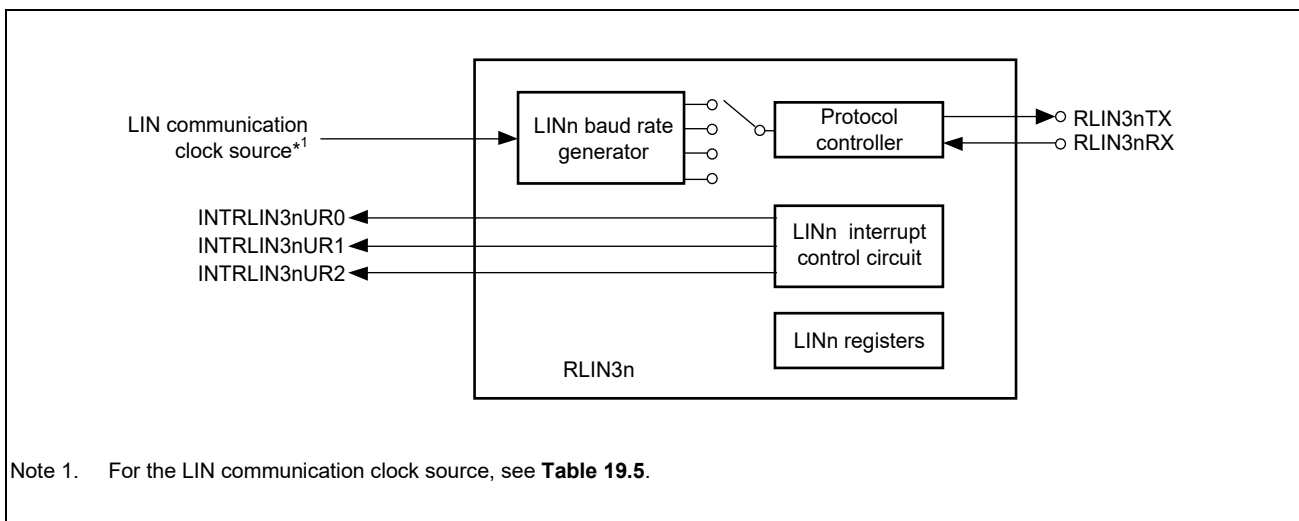 LIN communication
clock source*1
LINn baud rate
generator
Protocol
controller
RLIN3nTX
RLIN3nRX
INTRLIN3nUR0
INTRLIN3nUR1
INTRLIN3nUR2
LINn interrupt
control circuit
LINn registers
RLIN3n
Note 1. For the LIN communication clock source, see Table 19.5.